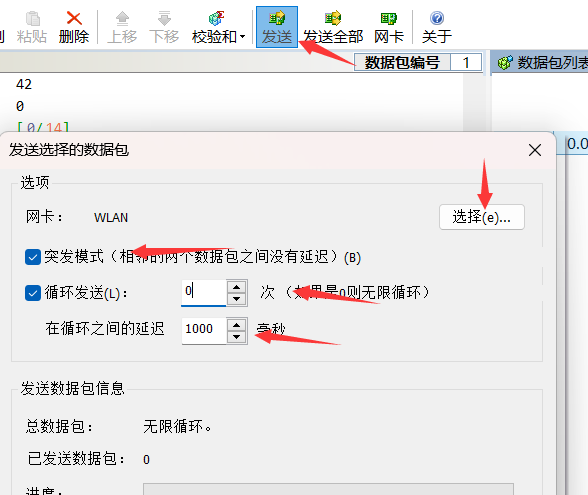 粘贴 删除 上移 下移 校验和 发送 发送全部 网卡 关于
数据包编号 1 数据包列表
42
0
[0/14]
0.0
发送选择的数据包
选项
网卡: WLAN 选择(e)...
突发模式（相邻的两个数据包之间没有延迟）(B)
循环发送(L): 0 次 （如果是0则无限循环）
在循环之间的延迟 1000 毫秒
发送数据包信息
总数据包: 无限循环。
已发送数据包: 0
进度: